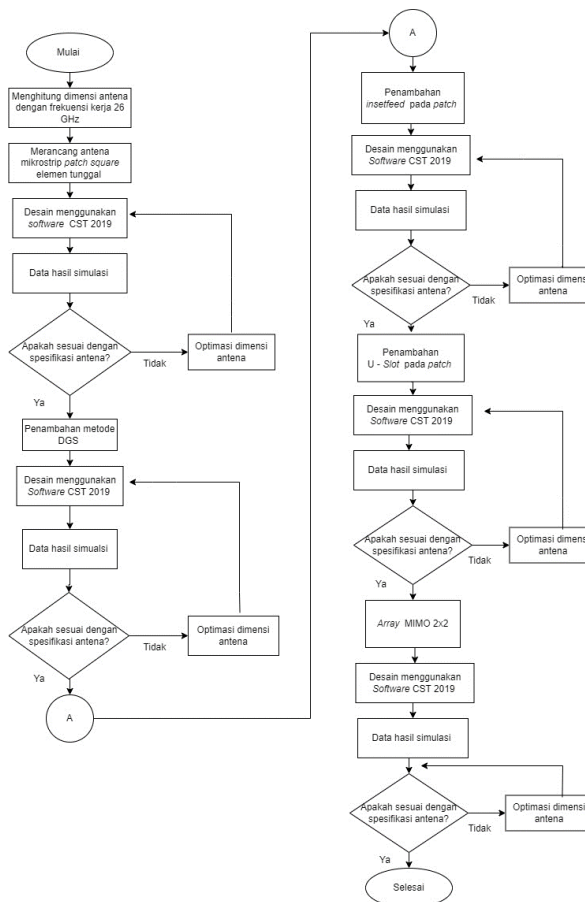 Mulai
Menghitung dimensi antena
dengan frekuensi kerja 26
GHz
Merancang antena
mikrostrip patch square
elemen tunggal
Desain menggunakan
software CST 2019
Data hasil simulasi
Apakah sesuai dengan
spesifikasi antena?
Tidak
Optimasi dimensi
antena
Ya
Penambahan metode
DGS
Desain menggunakan
Software CST 2019
Data hasil simualsi
Apakah sesuai dengan
spesifikasi antena?
Tidak
Optimasi dimensi
antena
Ya
A
A
Penambahan
insetfeed pada patch
Desain menggunakan
Software CST 2019
Data hasil simulasi
Apakah sesuai dengan
spesifikasi antena?
Tidak
Optimasi dimensi
antena
Ya
Penambahan
U - Slot pada patch
Desain menggunakan
Software CST 2019
Data hasil simulasi
Apakah sesuai dengan
spesifikasi antena?
Tidak
Optimasi dimensi
antena
Ya
Array MIMO 2x2
Desain menggunakan
Software CST 2019
Data hasil simulasi
Apakah sesuai dengan
spesifikasi antena?
Tidak
Optimasi dimensi
antena
Ya
Selesai